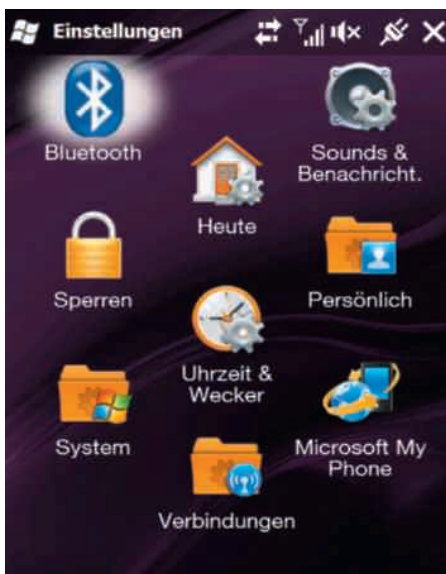 Einstellungen
Bluetooth
Sounds &
Benachricht.
Heute
Sperren
Persönlich
Uhrzeit &
Wecker
System
Microsoft My
Phone
Verbindungen